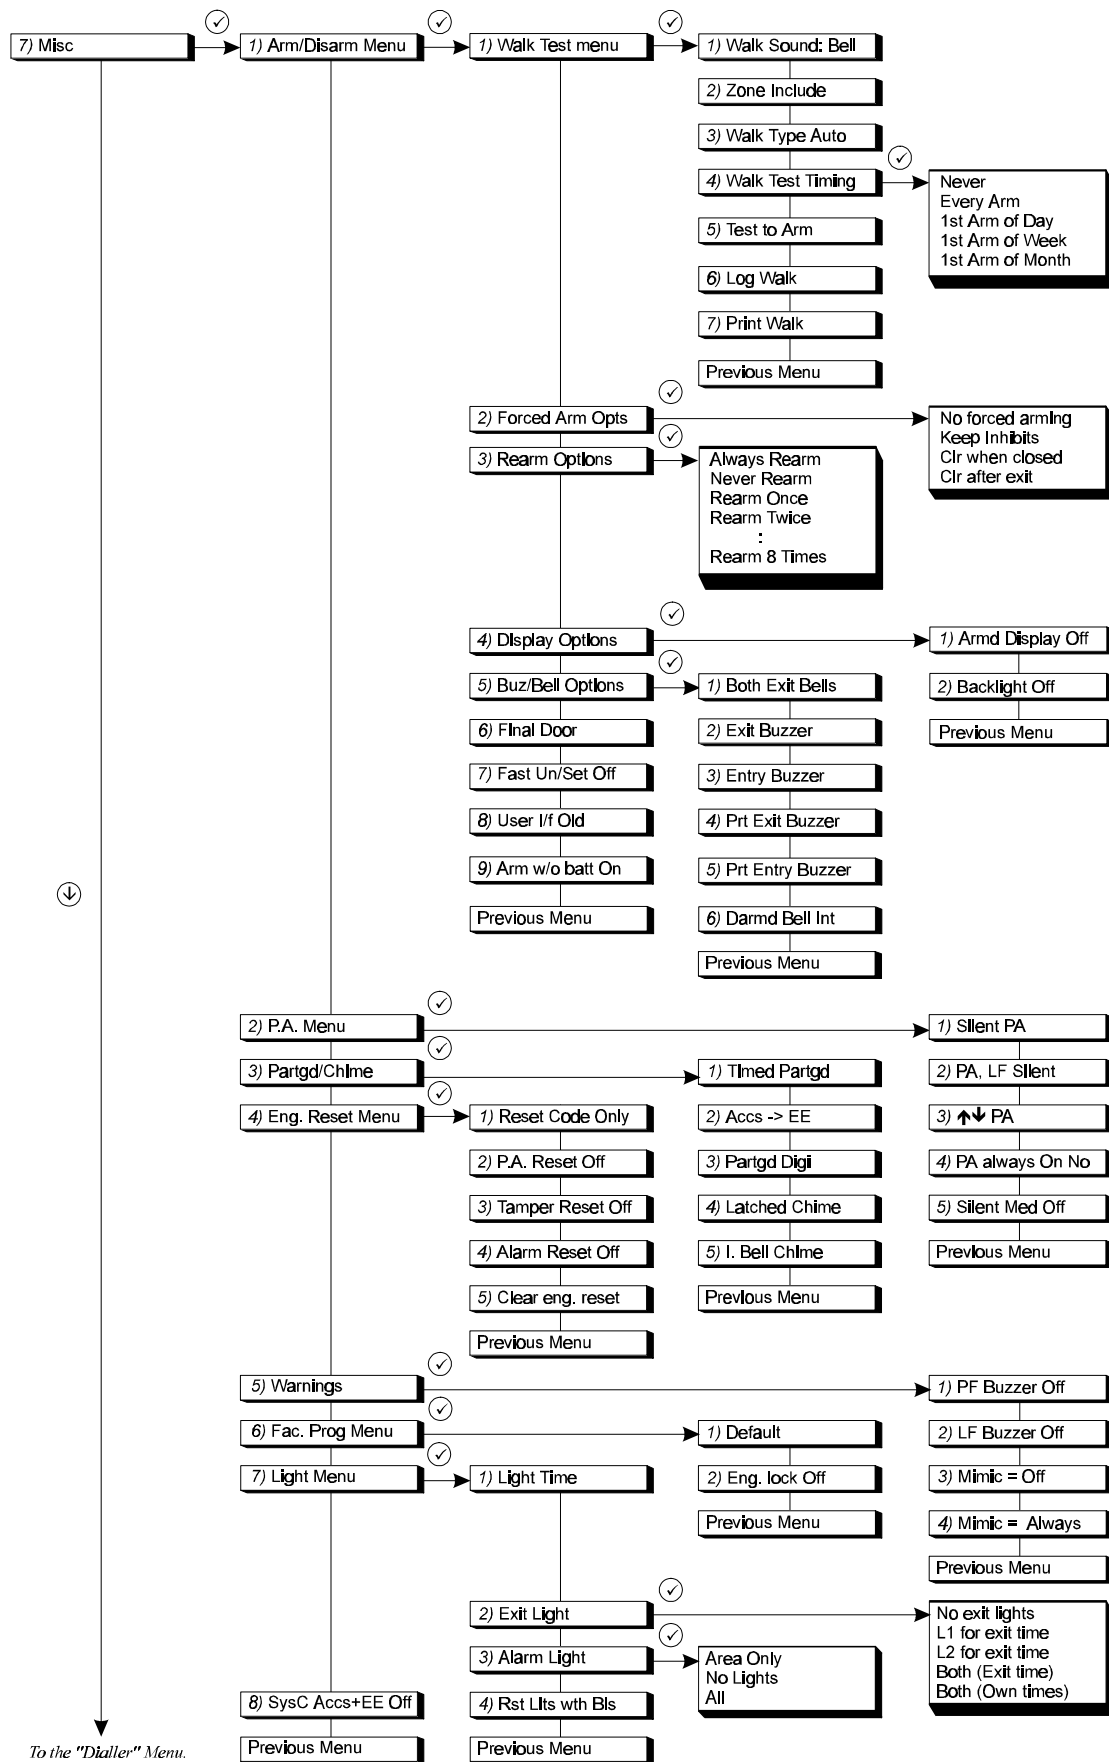 7) Misc
1) Arm/Disarm Menu
1) Walk Test menu
1) Walk Sound: Bell
2) Zone Include
3) Walk Type Auto
4) Walk Test Timing
Never
Every Arm
1st Arm of Day
1st Arm of Week
1st Arm of Month
5) Test to Arm
6) Log Walk
7) Print Walk
Previous Menu
2) Forced Arm Opts
No forced arming
Keep Inhibits
Clr when closed
Clr after exit
3) Rearm Options
Always Rearm
Never Rearm
Rearm Once
Rearm Twice
:
Rearm 8 Times
4) Display Options
1) Armd Display Off
2) Backlight Off
Previous Menu
5) Buz/Bell Options
1) Both Exit Bells
2) Exit Buzzer
3) Entry Buzzer
4) Prt Exit Buzzer
5) Prt Entry Buzzer
6) Darmd Bell Int
Previous Menu
6) Final Door
7) Fast Un/Set Off
8) User I/f Old
9) Arm w/o batt On
Previous Menu
2) P.A. Menu
1) Silent PA
2) PA, LF Silent
3) ↑↓ PA
4) PA always On No
5) Silent Med Off
Previous Menu
3) Partgd/Chime
1) Timed Partgd
2) Accs -> EE
3) Partgd Digi
4) Latched Chime
5) I. Bell Chime
Previous Menu
4) Eng. Reset Menu
1) Reset Code Only
2) P.A. Reset Off
3) Tamper Reset Off
4) Alarm Reset Off
5) Clear eng. reset
Previous Menu
5) Warnings
1) PF Buzzer Off
2) LF Buzzer Off
3) Mimic = Off
4) Mimic = Always
Previous Menu
6) Fac. Prog Menu
1) Default
2) Eng. lock Off
Previous Menu
7) Light Menu
1) Light Time
2) Exit Light
No exit lights
L1 for exit time
L2 for exit time
Both (Exit time)
Both (Own times)
3) Alarm Light
Area Only
No Lights
All
4) Rst Lits wth Bls
Previous Menu
8) SysC Accs+EE Off
Previous Menu
To the "Dialler" Menu.